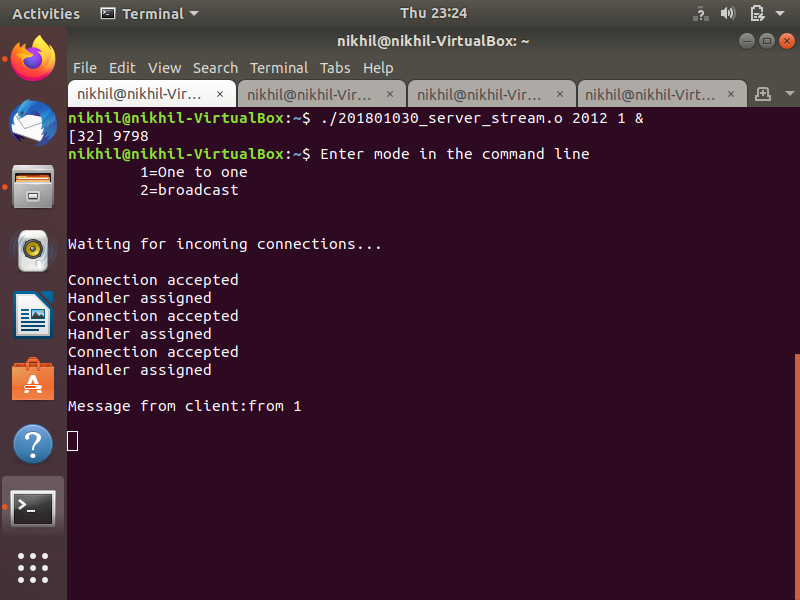 Activities Terminal Thu 23:24
nikhil@nikhil-VirtualBox: ~
File Edit View Search Terminal Tabs Help
nikhil@nikhil-Vir... × nikhil@nikhil-Vir... × nikhil@nikhil-Vir... × nikhil@nikhil-Virt... ×
nikhil@nikhil-VirtualBox:~$ ./201801030_server_stream.o 2012 1 &
[32] 9798
nikhil@nikhil-VirtualBox:~$ Enter mode in the command line
1=One to one
2=broadcast
Waiting for incoming connections...
Connection accepted
Handler assigned
Connection accepted
Handler assigned
Connection accepted
Handler assigned
Message from client:from 1